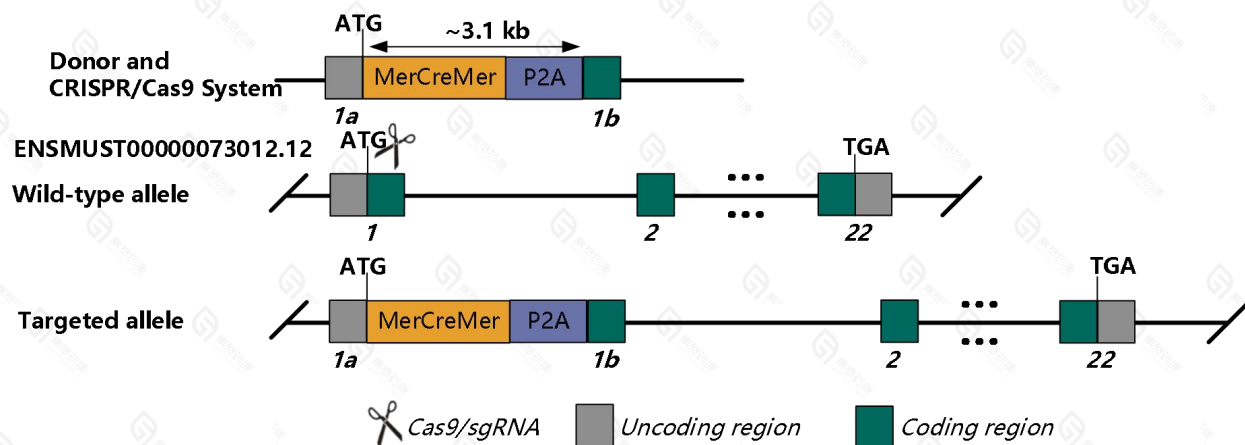 ATG
~3.1 kb
Donor and
CRISPR/Cas9 System
MerCreMer P2A
1a 1b
ENSMUST00000073012.12
ATG TGA
Wild-type allele
1 2 22
ATG TGA
Targeted allele
MerCreMer P2A
1a 1b 2 22
Cas9/sgRNA Uncoding region Coding region